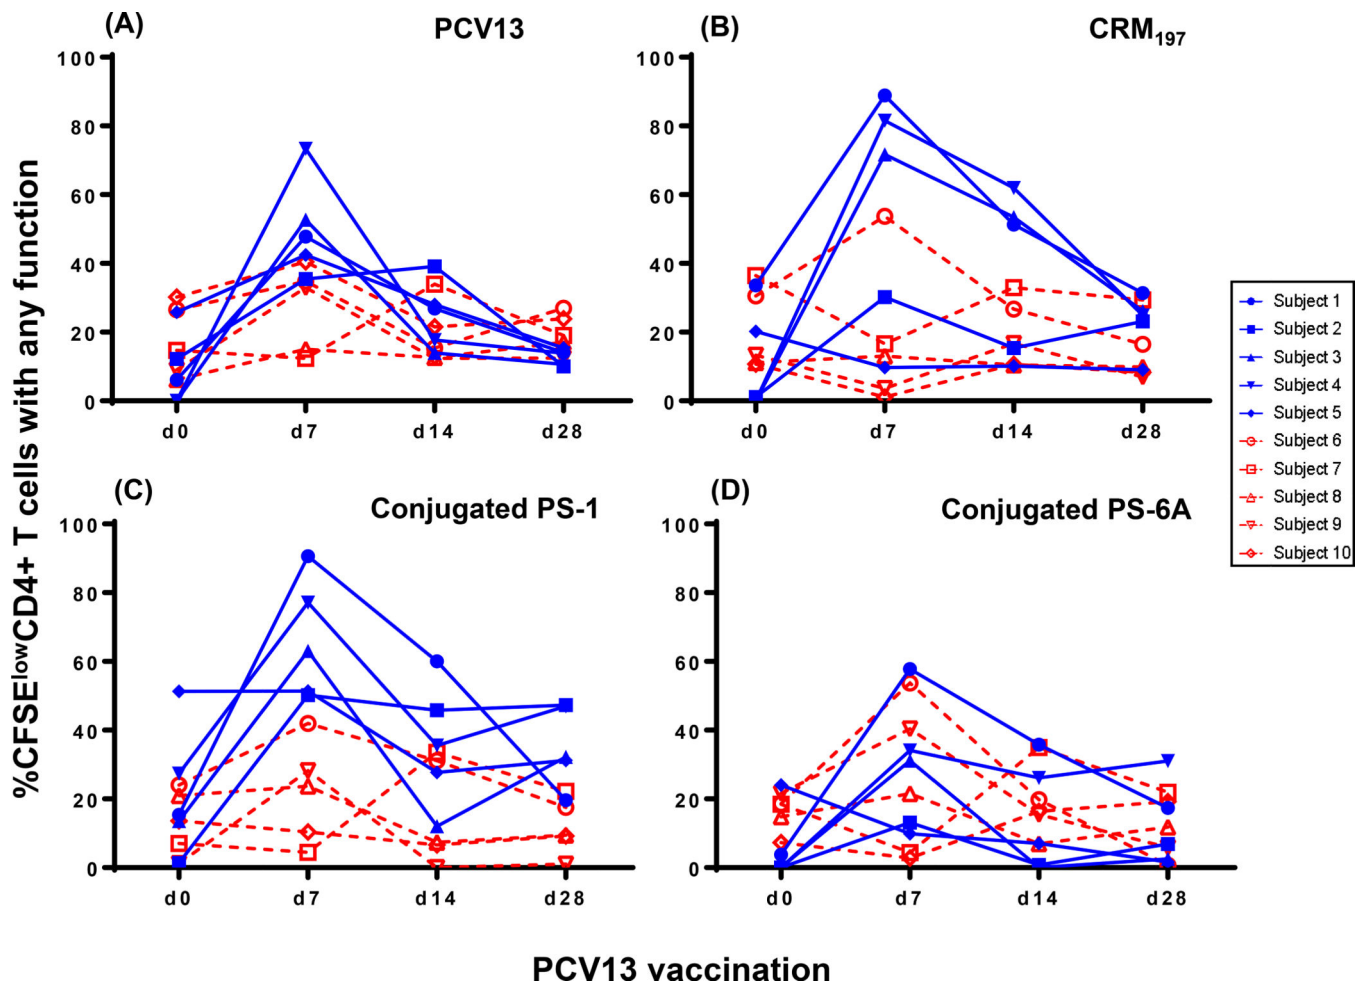 (A)
PCV13
(B)
CRM197
100
80
60
40
20
0
d0
d7
d14
d28
100
80
60
40
20
0
d0
d7
d14
d28
(C)
Conjugated PS-1
(D)
Conjugated PS-6A
100
80
60
40
20
0
d0
d7
d14
d28
100
80
60
40
20
0
d0
d7
d14
d28
%CFSElowCD4+ T cells with any function
PCV13 vaccination
Subject 1
Subject 2
Subject 3
Subject 4
Subject 5
Subject 6
Subject 7
Subject 8
Subject 9
Subject 10